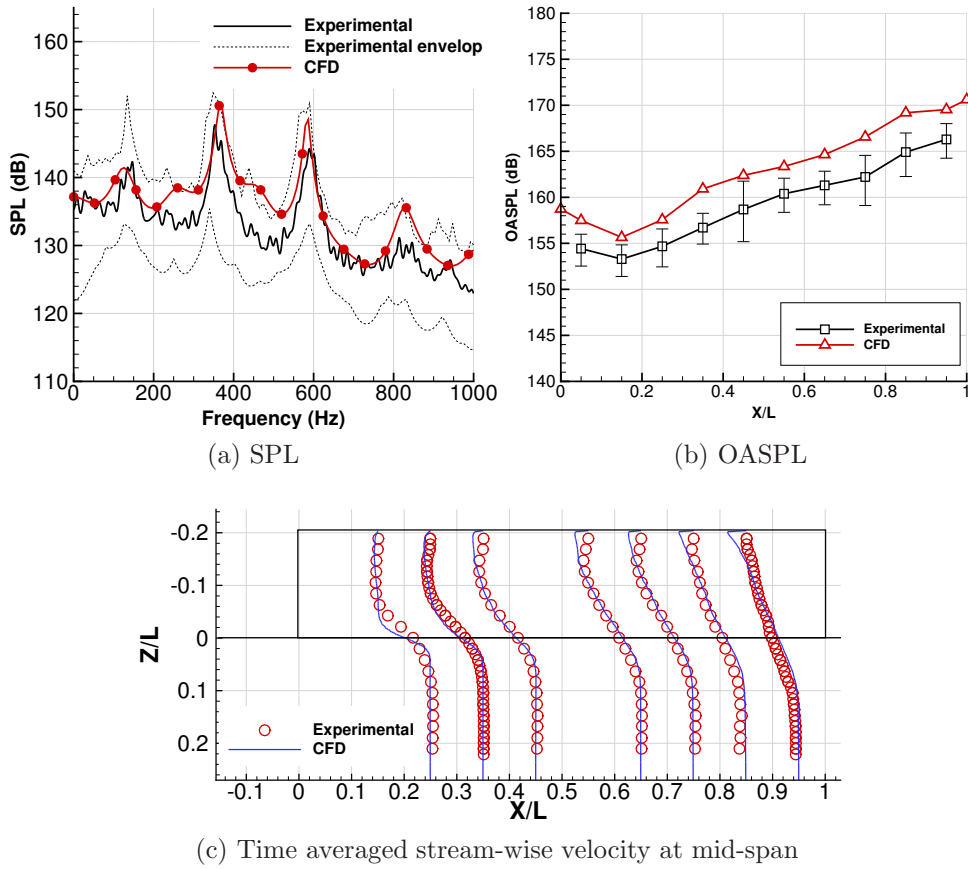 Experimental
Experimental envelop
CFD
SPL (dB)
160
150
140
130
120
110
0 200 400 600 800 1000
Frequency (Hz)
(a) SPL
OASPL (dB)
180
175
170
165
160
155
150
145
140
Experimental
CFD
0 0.2 0.4 0.6 0.8 1
X/L
(b) OASPL
Z/L
-0.2
-0.1
0
0.1
0.2
Experimental
CFD
-0.1 0 0.1 0.2 0.3 0.4 0.5 0.6 0.7 0.8 0.9 1
X/L
(c) Time averaged stream-wise velocity at mid-span